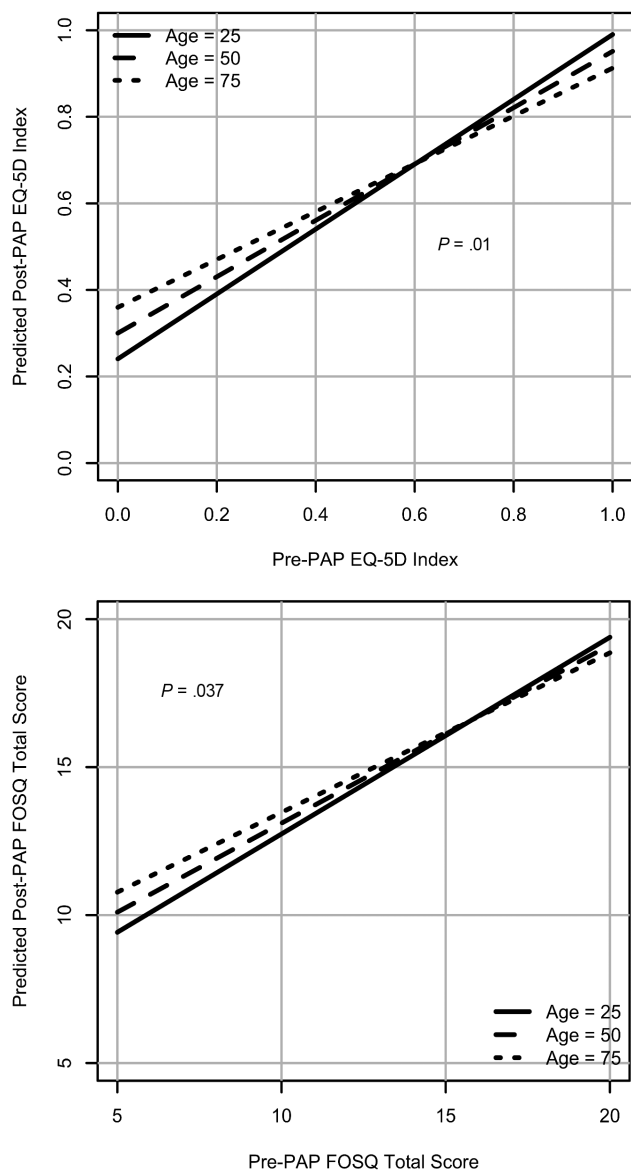 Age = 25
Age = 50
Age = 75
P = .01
Predicted Post-PAP EQ-5D Index
1.0
0.8
0.6
0.4
0.2
0.0
0.0 0.2 0.4 0.6 0.8 1.0
Pre-PAP EQ-5D Index
P = .037
Predicted Post-PAP FOSQ Total Score
20
15
10
5
Age = 25
Age = 50
Age = 75
5 10 15 20
Pre-PAP FOSQ Total Score